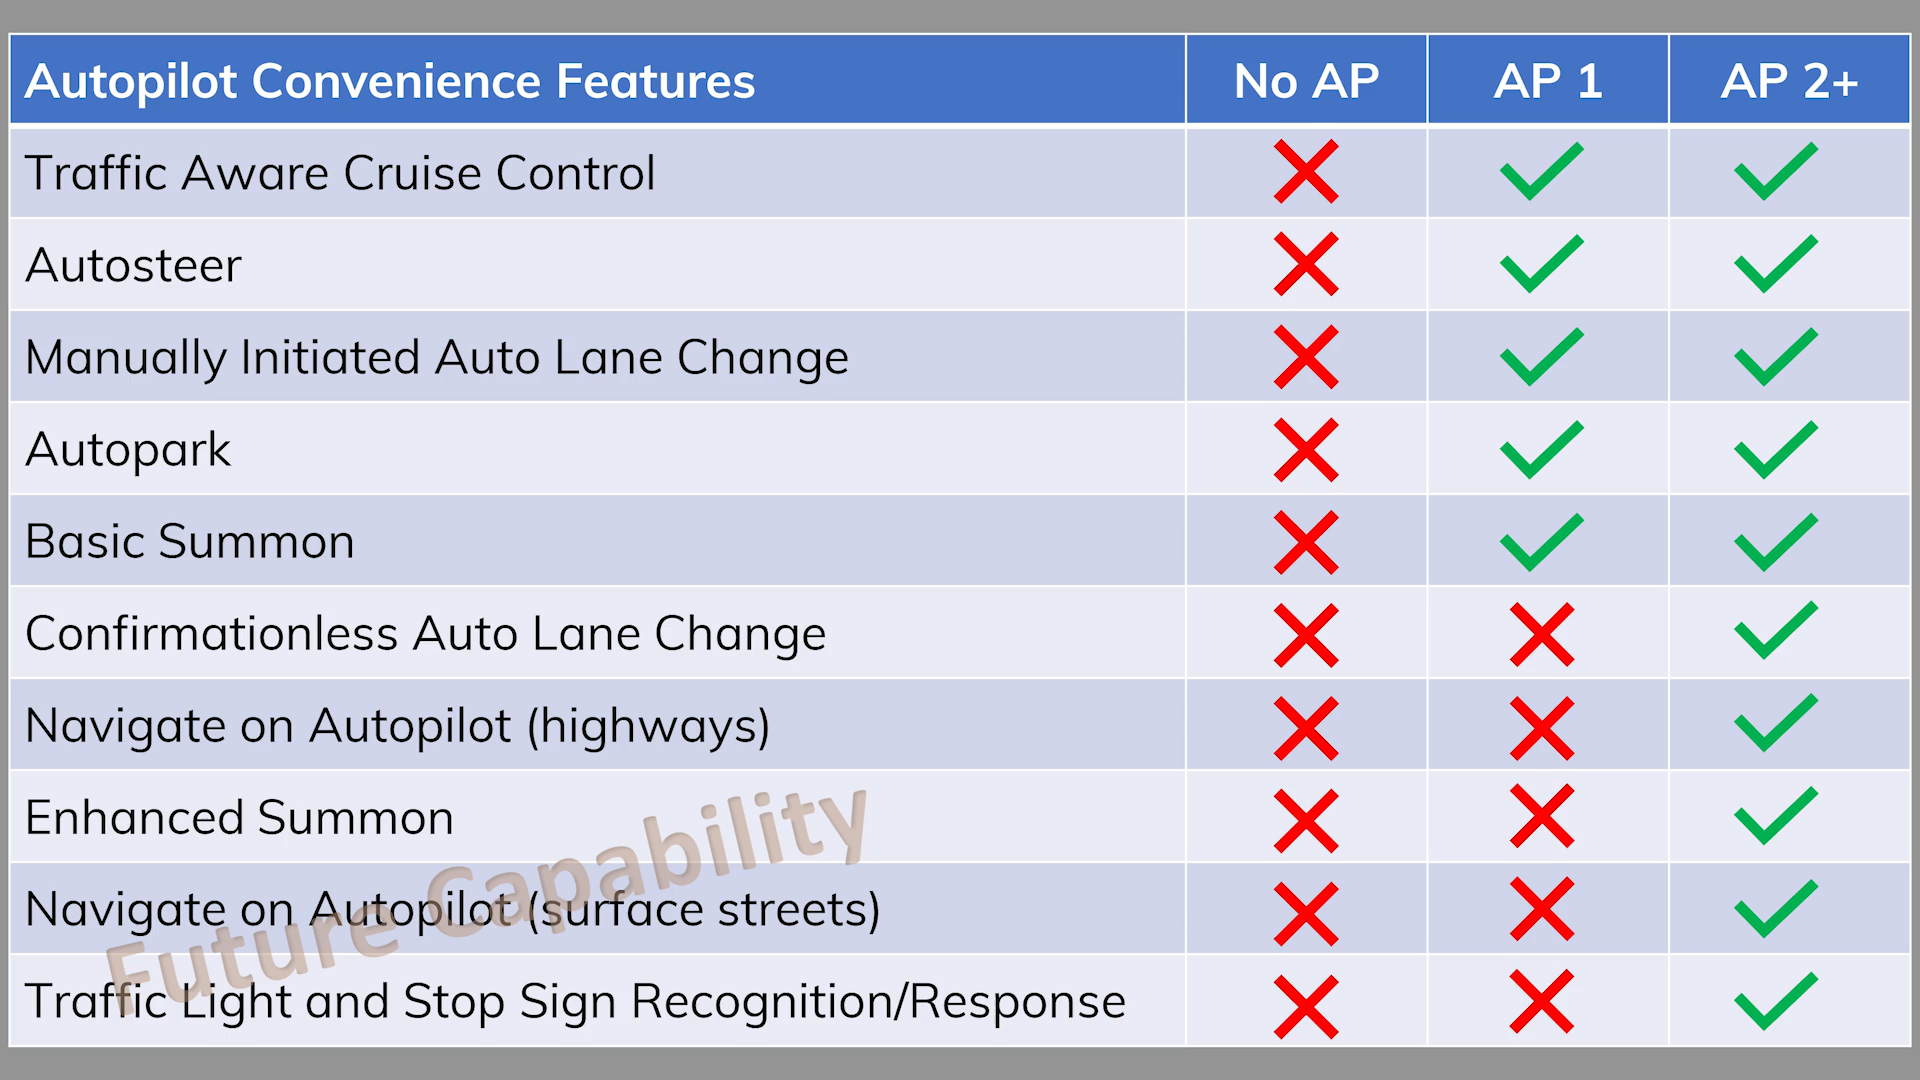 Autopilot Convenience Features No AP AP 1 AP 2+
Traffic Aware Cruise Control
Autosteer
Manually Initiated Auto Lane Change
Autopark
Basic Summon
Confirmationless Auto Lane Change
Navigate on Autopilot (highways)
Enhanced Summon
Navigate on Autopilot (surface streets)
Traffic Light and Stop Sign Recognition/Response
Future Capability